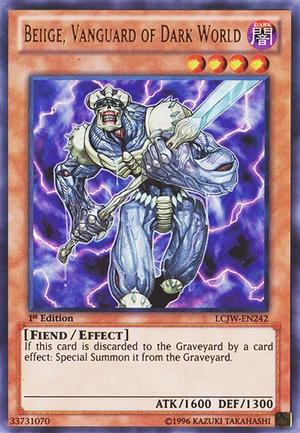 Beiige, Vanguard of Dark World
DARK
闇
1st Edition
LCJW-EN242
[Fiend / Effect]
If this card is discarded to the Graveyard by a card
effect: Special Summon it from the Graveyard.
ATK/1600 DEF/1300
33731070
©1996 KAZUKI TAKAHASHI